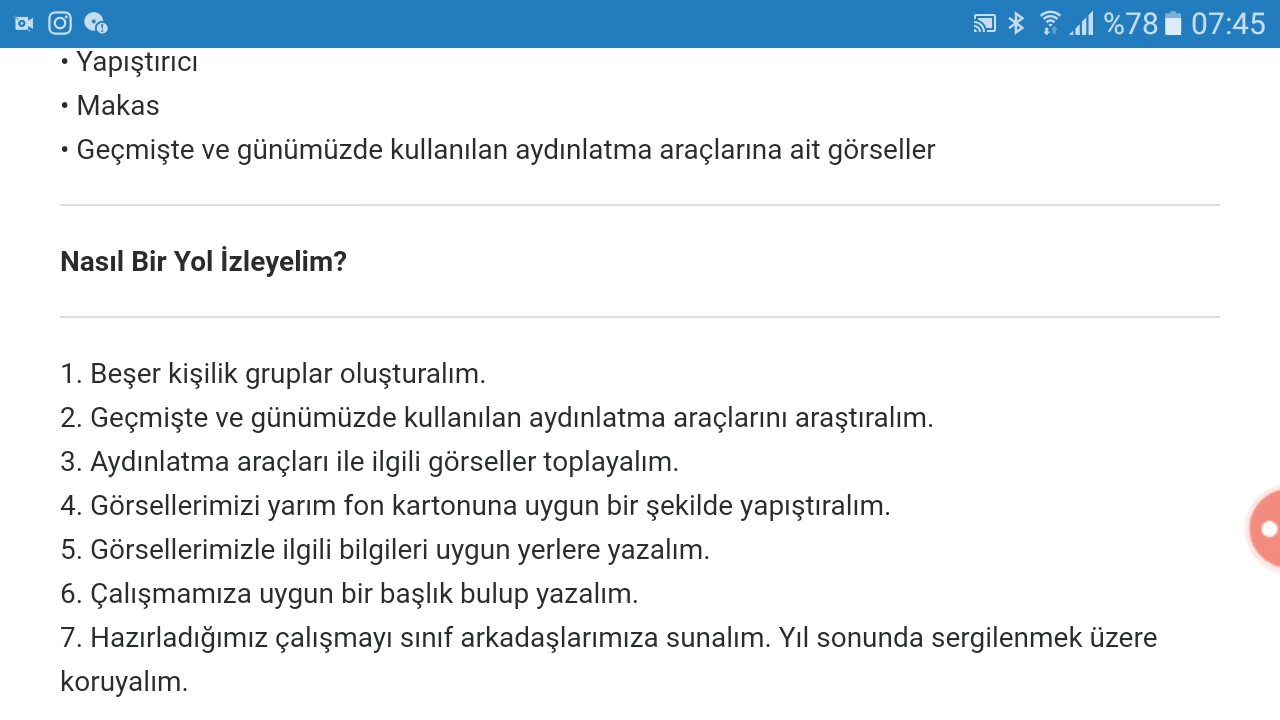 %78 07:45
• Yapıştırıcı
• Makas
• Geçmişte ve günümüzde kullanılan aydınlatma araçlarına ait görseller
Nasıl Bir Yol İzleyelim?
1. Beşer kişilik gruplar oluşturalım.
2. Geçmişte ve günümüzde kullanılan aydınlatma araçlarını araştıralım.
3. Aydınlatma araçları ile ilgili görseller toplayalım.
4. Görsellerimizi yarım fon kartonuna uygun bir şekilde yapıştıralım.
5. Görsellerimizle ilgili bilgileri uygun yerlere yazalım.
6. Çalışmamıza uygun bir başlık bulup yazalım.
7. Hazırladığımız çalışmayı sınıf arkadaşlarımıza sunalım. Yıl sonunda sergilenmek üzere
koruyalım.